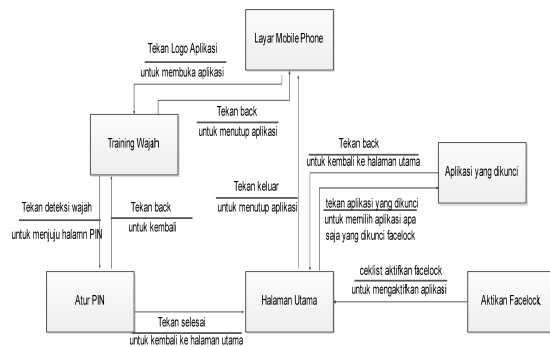 Layar Mobile Phone
Tekan Logo Aplikasi
untuk membuka aplikasi
Tekan back
untuk menutup aplikasi
Training Wajah
Tekan back
untuk kembali ke halaman utama
Aplikasi yang dikunci
Tekan keluar
untuk menutup aplikasi
tekan aplikasi yang dikunci
untuk memilih aplikasi apa
saja yang dikunci facelock
Tekan deteksi wajah
untuk menjuju halamn PIN
Tekan back
untuk kembali
ceklist aktifkan facelock
untuk mengaktifkan aplikasi
Atur PIN
Halaman Utama
Aktikan Facelock
Tekan selesai
untuk kembali ke halaman utama